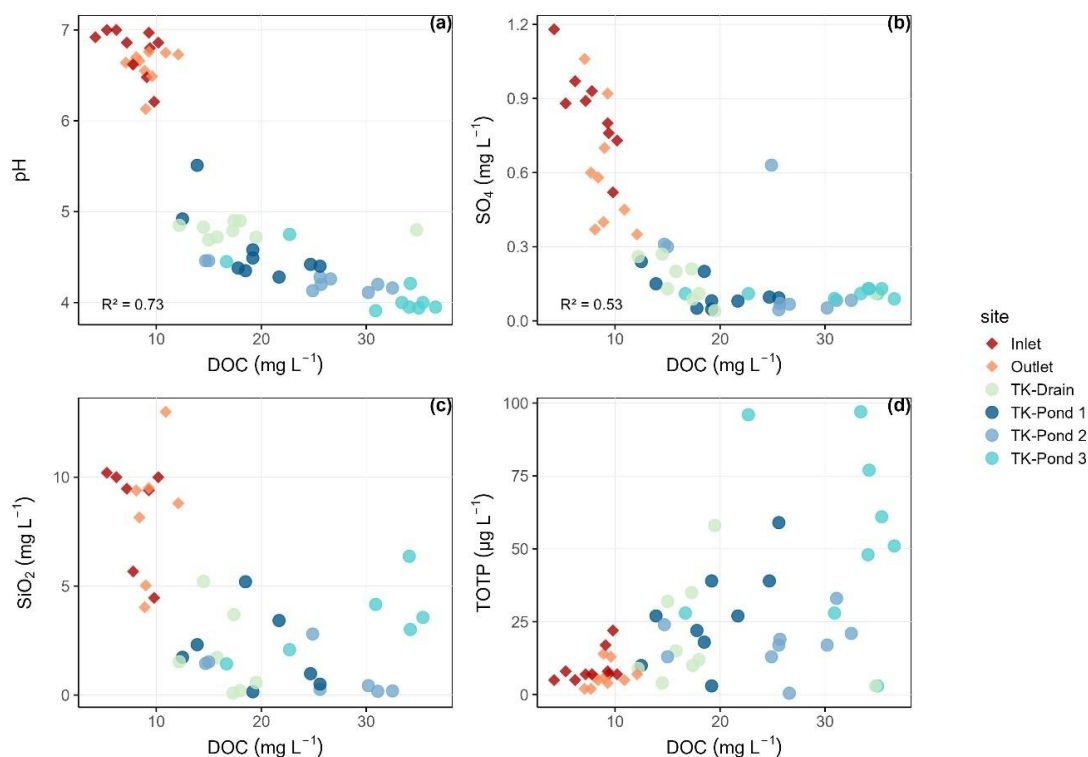 (a)
7
6
5
4
pH
R² = 0.73
10 20 30
DOC (mg L⁻¹)
(b)
1.2
0.9
0.6
0.3
0.0
SO₄ (mg L⁻¹)
R² = 0.53
10 20 30
DOC (mg L⁻¹)
(c)
10
5
0
SiO₂ (mg L⁻¹)
10 20 30
DOC (mg L⁻¹)
(d)
100
75
50
25
0
TOTP (µg L⁻¹)
10 20 30
DOC (mg L⁻¹)
site
Inlet
Outlet
TK-Drain
TK-Pond 1
TK-Pond 2
TK-Pond 3